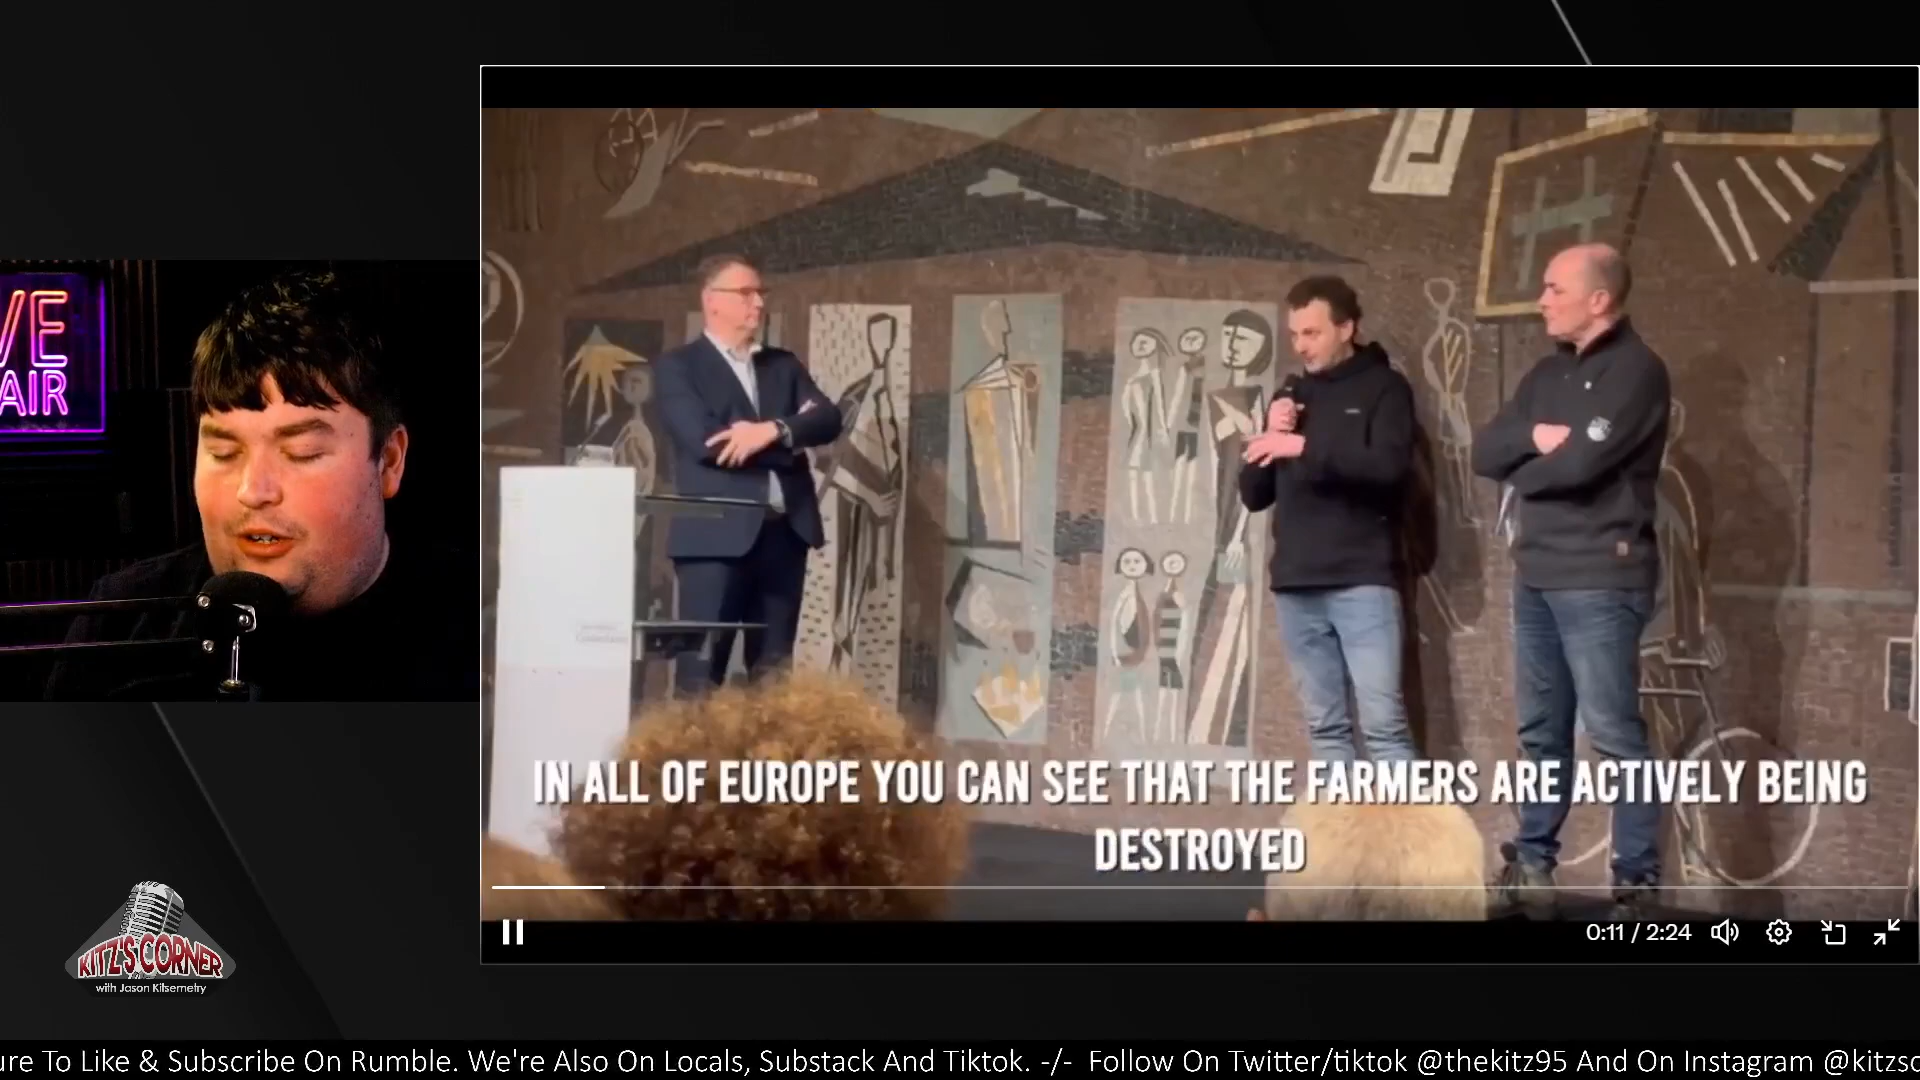 VE
AIR
IN ALL OF EUROPE YOU CAN SEE THAT THE FARMERS ARE ACTIVELY BEING
DESTROYED
0:11 / 2:24
KITZ'S CORNER
with Jason Kitsemetry
ure To Like & Subscribe On Rumble. We're Also On Locals, Substack And Tiktok. -/- Follow On Twitter/tiktok @thekitz95 And On Instagram @kitzsc